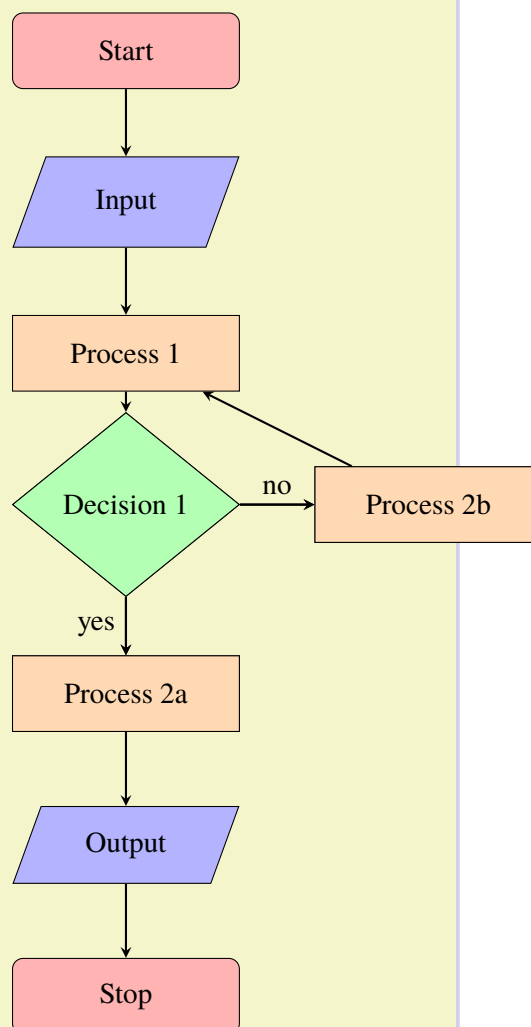 Start
Input
Process 1
Decision 1
no
Process 2b
yes
Process 2a
Output
Stop